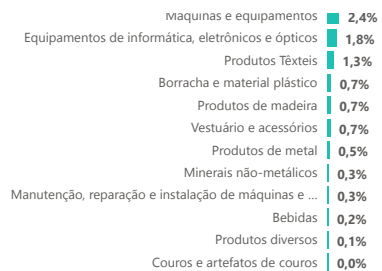 Máquinas e equipamentos 2,4%
Equipamentos de informática, eletrônicos e ópticos 1,8%
Produtos Têxteis 1,3%
Borracha e material plástico 0,7%
Produtos de madeira 0,7%
Vestuário e acessórios 0,7%
Produtos de metal 0,5%
Minerais não-metálicos 0,3%
Manutenção, reparação e instalação de máquinas e ... 0,3%
Bebidas 0,2%
Produtos diversos 0,1%
Couros e artefatos de couros 0,0%